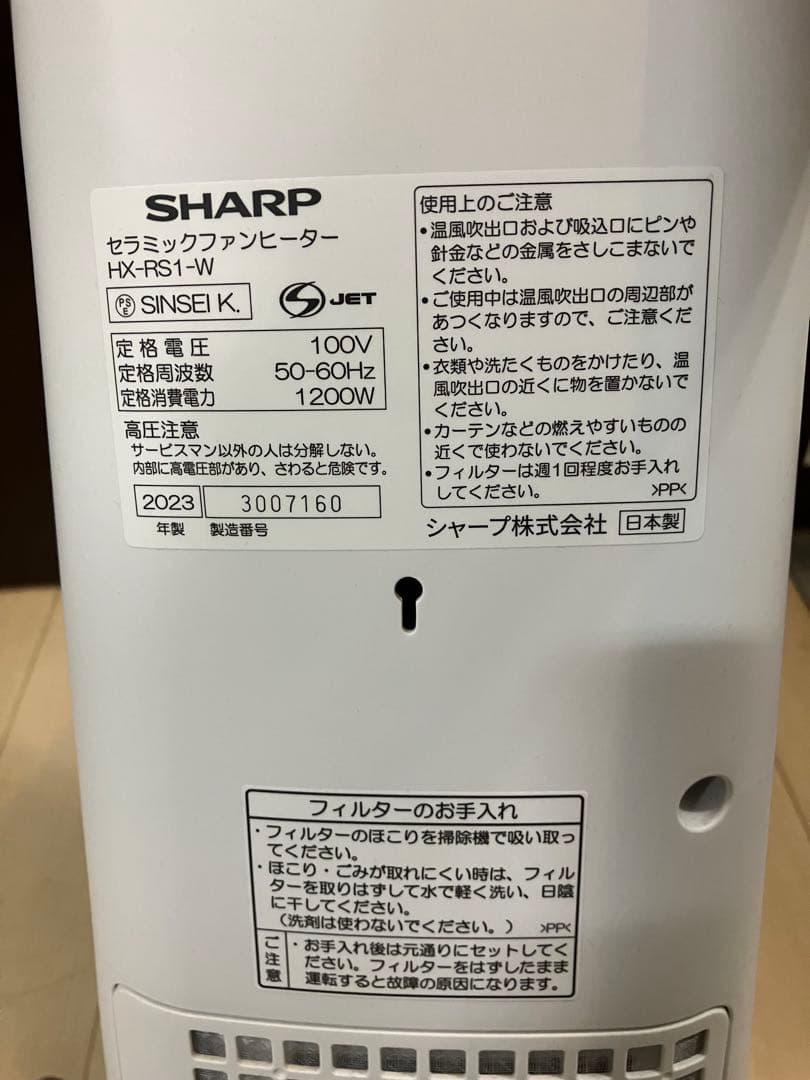 SHARP
セラミックファンヒーター
HX-RS1-W
PSE SINSEI K.
S JET
定格電圧 100V
定格周波数 50-60Hz
定格消費電力 1200W
高圧注意
サービスマン以外の人は分解しない。
内部に高電圧部があり、さわると危険です。
2023 3007160
年製 製造番号
使用上のご注意
•温風吹出口および吸込口にピンや
針金などの金属をさしこまないで
ください。
•ご使用中は温風吹出口の周辺部が
あつくなりますので、ご注意くだ
さい。
•衣類や洗たくものをかけたり、温
風吹出口の近くに物を置かないで
ください。
•カーテンなどの燃えやすいものの
近くで使わないでください。
•フィルターは週1回程度お手入れ
してください。 >PP<
シャープ株式会社 日本製
フィルターのお手入れ
・フィルターのほこりを掃除機で吸い取っ
てください。
・ほこり・ごみが取れにくい時は、フィル
ターを取りはずして水で軽く洗い、日陰
に干してください。
(洗剤は使わないでください。) >PP<
ご注意
・お手入れ後は元通りにセットしてく
ださい。フィルターをはずしたまま
運転すると故障の原因になります。